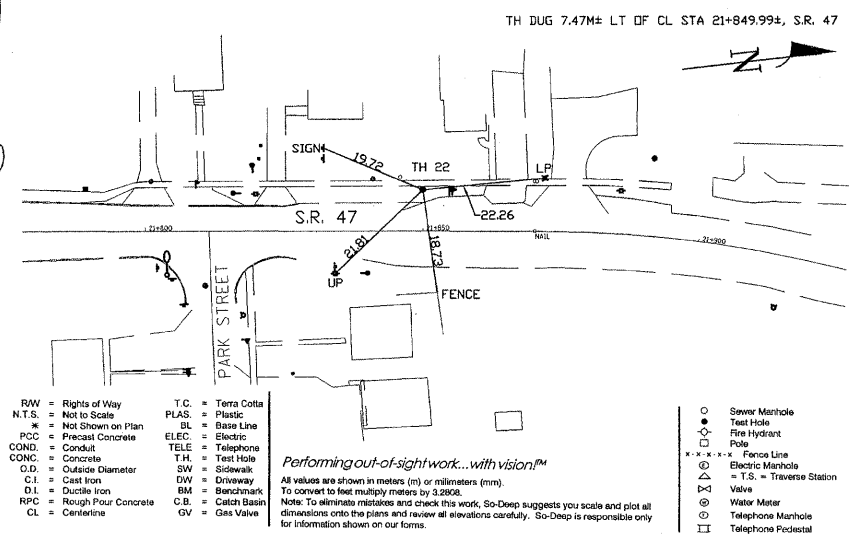 TH DUG 7.47M± LT OF CL STA 21+849.99±, S.R. 47
N
SIGN
19.72
TH 22
LP
S.R. 47
22.26
21+800
21+850
NAIL
21+900
21.81
18.73
UP
FENCE
PARK STREET
R/W = Rights of Way
N.T.S. = Not to Scale
* = Not Shown on Plan
PCC = Precast Concrete
COND. = Conduit
CONC. = Concrete
O.D. = Outside Diameter
C.I. = Cast Iron
D.I. = Ductile Iron
RPC = Rough Pour Concrete
CL = Centerline
T.C. = Terra Cotta
PLAS. = Plastic
BL = Base Line
ELEC. = Electric
TELE = Telephone
T.H. = Test Hole
SW = Sidewalk
DW = Driveway
BM = Benchmark
C.B. = Catch Basin
GV = Gas Valve
Performing out-of-sight work...with vision!™
All values are shown in meters (m) or milimeters (mm).
To convert to feet multiply meters by 3.2808.
Note: To eliminate mistakes and check this work, So-Deep suggests you scale and plot all
dimensions onto the plans and review all elevations carefully. So-Deep is responsible only
for information shown on our forms.
Sewer Manhole
Test Hole
Fire Hydrant
Pole
x-x-x-x-x Fence Line
E Electric Manhole
= T.S. = Traverse Station
Valve
Water Meter
T Telephone Manhole
Telephone Pedestal